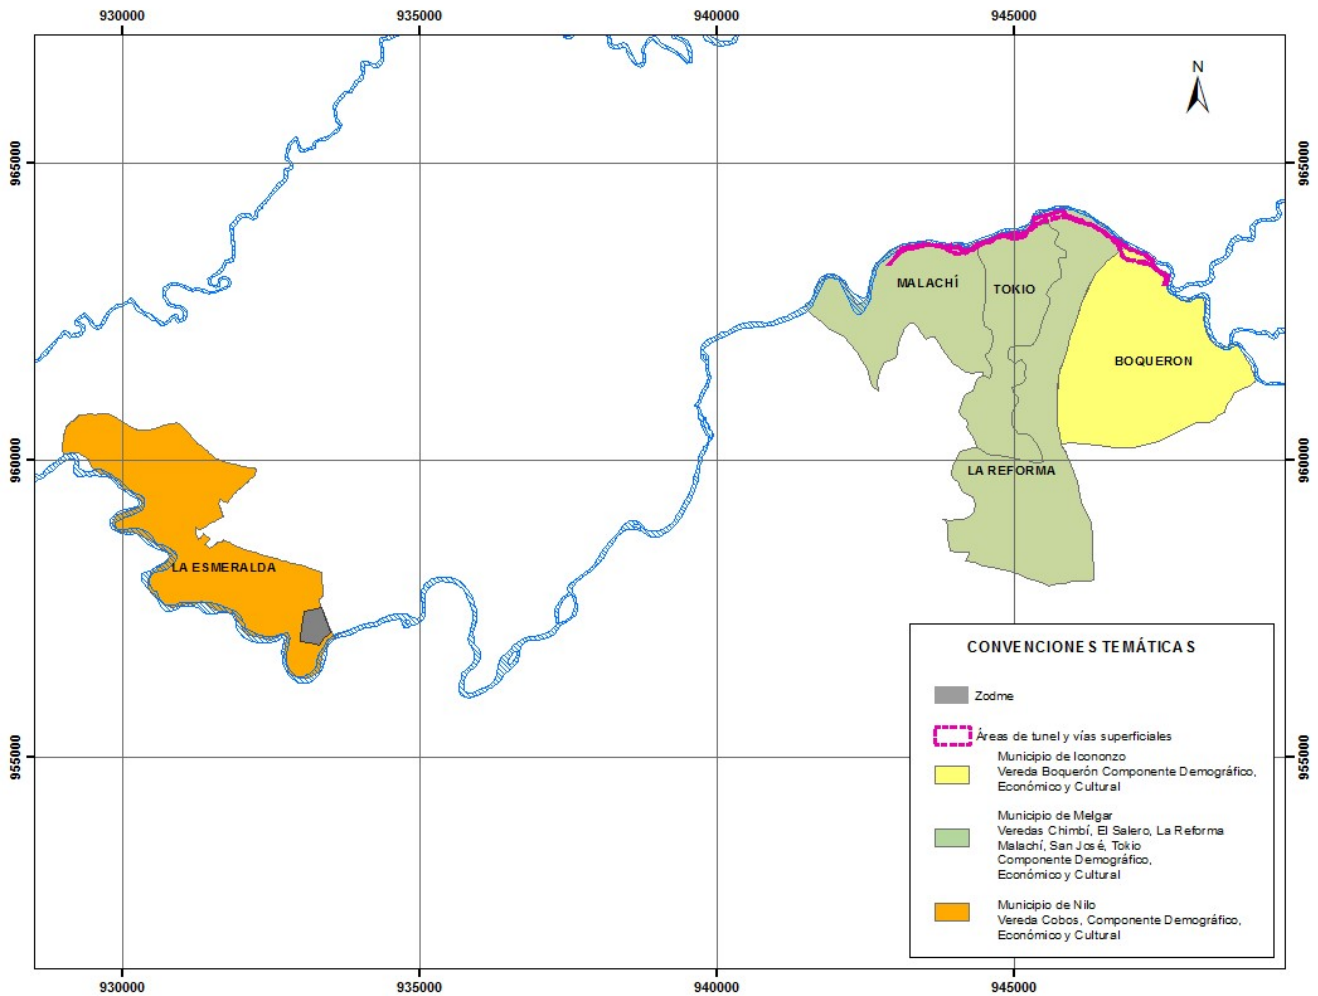 930000 935000 940000 945000
N
965000 965000
MALACHÍ
TOKIO
BOQUERON
960000 960000
LA REFORMA
LA ESMERALDA
CONVENCIONES TEMÁTICAS
Zodme
Áreas de tunel y vías superficiales
Municipio de Icononzo
Vereda Boquerón Componente Demográfico,
Económico y Cultural
955000 955000
Municipio de Melgar
Veredas Chimbí, El Salero, La Reforma
Malachí, San José, Tokio
Componente Demográfico,
Económico y Cultural
Municipio de Nilo
Vereda Cobos, Componente Demográfico,
Económico y Cultural
930000 935000 940000 945000